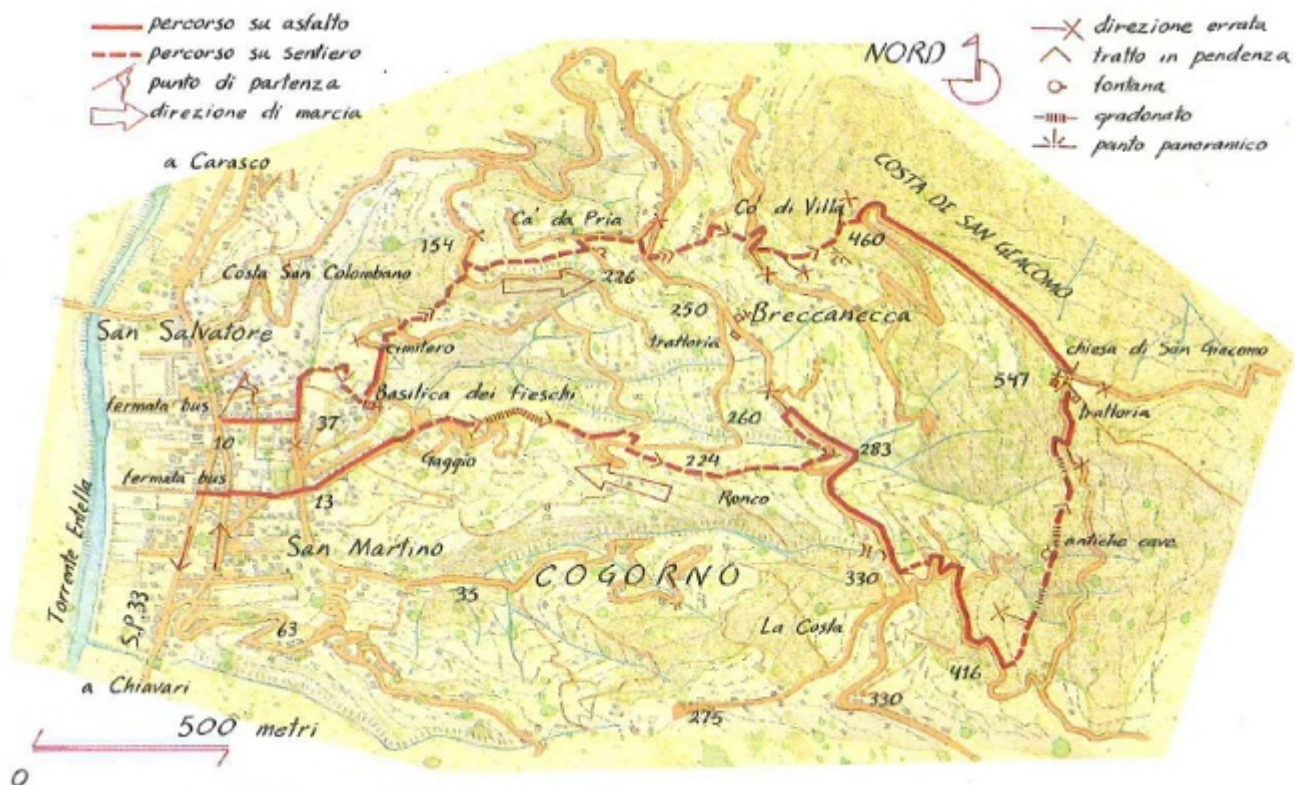 percorso su asfalto
percorso su sentiero
punto di partenza
direzione di marcia
NORD
direzione errata
tratto in pendenza
fontana
gradonato
punto panoramico
a Carasco
COSTA DI SAN GIACOMO
Ca' da Pria
Co' di Villa
154
460
Costa San Colombano
226
San Salvatore
250
Breccanecca
cimitero
trattoria
chiesa di San Giacomo
547
fermata bus
Basilica dei Fieschi
trattoria
37
260
10
Gaggio
224
283
fermata bus
13
Ronco
San Martino
antiche cave
COGORNO
330
35
Torrente Entella
S.P.33
63
La Costa
416
a Chiavari
330
275
500 metri
0